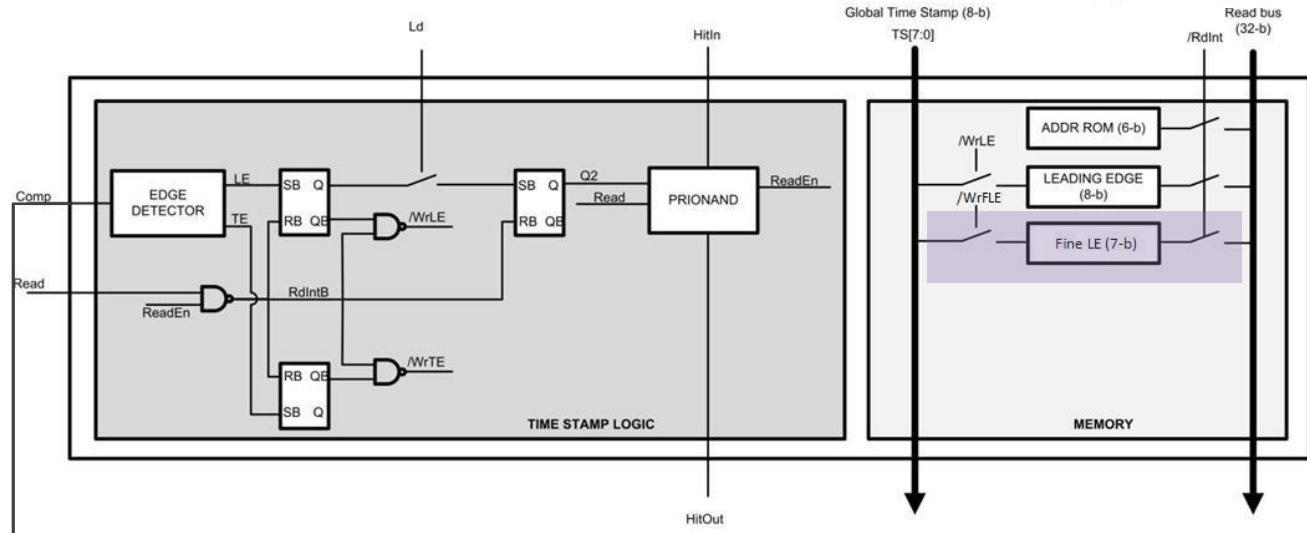 Global Time Stamp (8-b)
TS[7:0]
Read bus
(32-b)
Ld
HitIn
/RdInt
ADDR ROM (6-b)
/WrLE
LEADING EDGE
(8-b)
/WrFLE
Fine LE (7-b)
Comp
EDGE
DETECTOR
LE
TE
SB Q
RB QB
/WrLE
SB Q
RB QB
Q2
Read
PRIONAND
ReadEn
Read
ReadEn
RdIntB
RB QB
SB Q
/WrTE
TIME STAMP LOGIC
MEMORY
HitOut